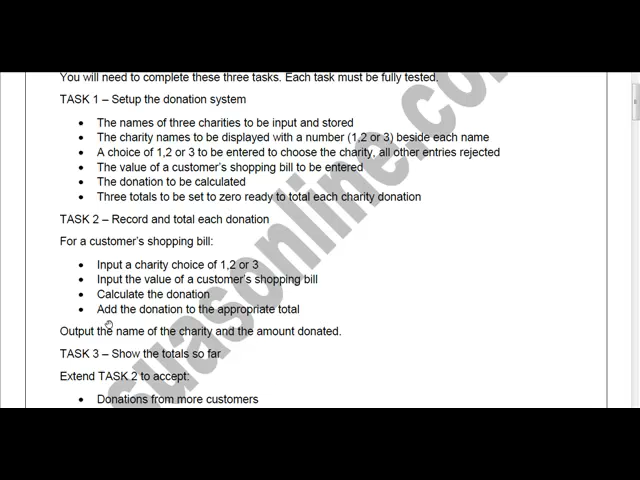 You will need to complete these three tasks. Each task must be fully tested.
TASK 1 – Setup the donation system
• The names of three charities to be input and stored
• The charity names to be displayed with a number (1,2 or 3) beside each name
• A choice of 1,2 or 3 to be entered to choose the charity, all other entries rejected
• The value of a customer's shopping bill to be entered
• The donation to be calculated
• Three totals to be set to zero ready to total each charity donation
TASK 2 – Record and total each donation
For a customer's shopping bill:
• Input a charity choice of 1,2 or 3
• Input the value of a customer's shopping bill
• Calculate the donation
• Add the donation to the appropriate total
Output the name of the charity and the amount donated.
TASK 3 – Show the totals so far
Extend TASK 2 to accept:
• Donations from more customers
suasonline.co